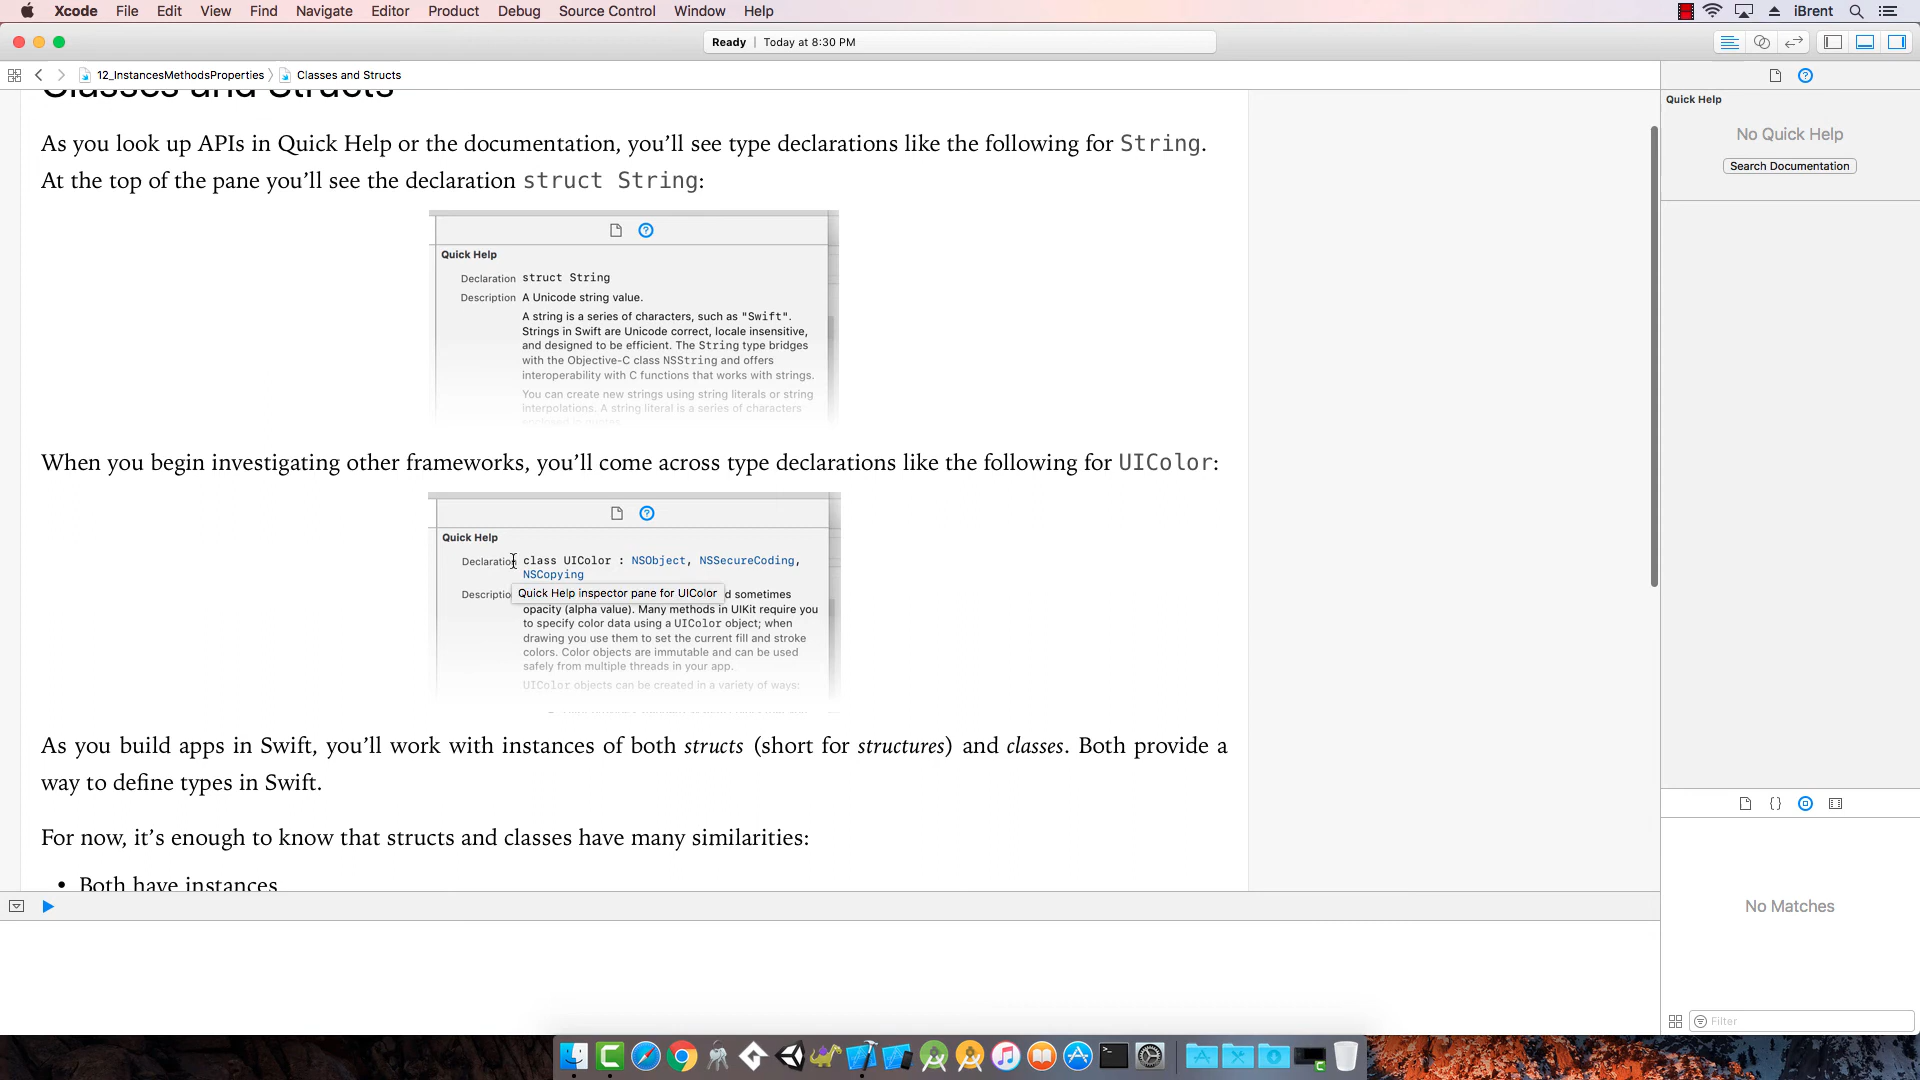 Xcode File Edit View Find Navigate Editor Product Debug Source Control Window Help iBrent
Ready | Today at 8:30 PM
12_InstancesMethodsProperties Classes and Structs
Quick Help
No Quick Help
Search Documentation
Classes and Structs
As you look up APIs in Quick Help or the documentation, you’ll see type declarations like the following for String.
At the top of the pane you’ll see the declaration struct String:
Quick Help
Declaration struct String
Description A Unicode string value.
A string is a series of characters, such as "Swift".
Strings in Swift are Unicode correct, locale insensitive,
and designed to be efficient. The String type bridges
with the Objective-C class NSString and offers
interoperability with C functions that works with strings.
You can create new strings using string literals or string
interpolations. A string literal is a series of characters
enclosed in quotes.
When you begin investigating other frameworks, you’ll come across type declarations like the following for UIColor:
Quick Help
Declaration class UIColor : NSObject, NSSecureCoding,
NSCopying
Descriptio d sometimes
Quick Help inspector pane for UIColor
opacity (alpha value). Many methods in UIKit require you
to specify color data using a UIColor object; when
drawing you use them to set the current fill and stroke
colors. Color objects are immutable and can be used
safely from multiple threads in your app.
UIColor objects can be created in a variety of ways:
As you build apps in Swift, you’ll work with instances of both structs (short for structures) and classes. Both provide a
way to define types in Swift.
For now, it’s enough to know that structs and classes have many similarities:
• Both have instances
No Matches
Filter